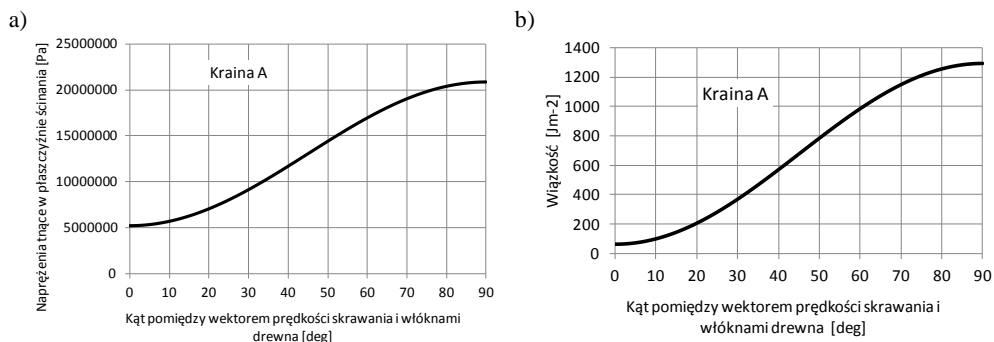 a)
Naprężenia tnące w płaszczyźnie ścinania [Pa]
25000000
20000000
15000000
10000000
5000000
0
Kraina A
0 10 20 30 40 50 60 70 80 90
Kąt pomiędzy wektorem prędkości skrawania i włóknami
drewna [deg]
b)
Wiązkość [Jm-2]
1400
1200
1000
800
600
400
200
0
Kraina A
0 10 20 30 40 50 60 70 80 90
Kąt pomiędzy wektorem prędkości skrawania i
włóknami drewna [deg]